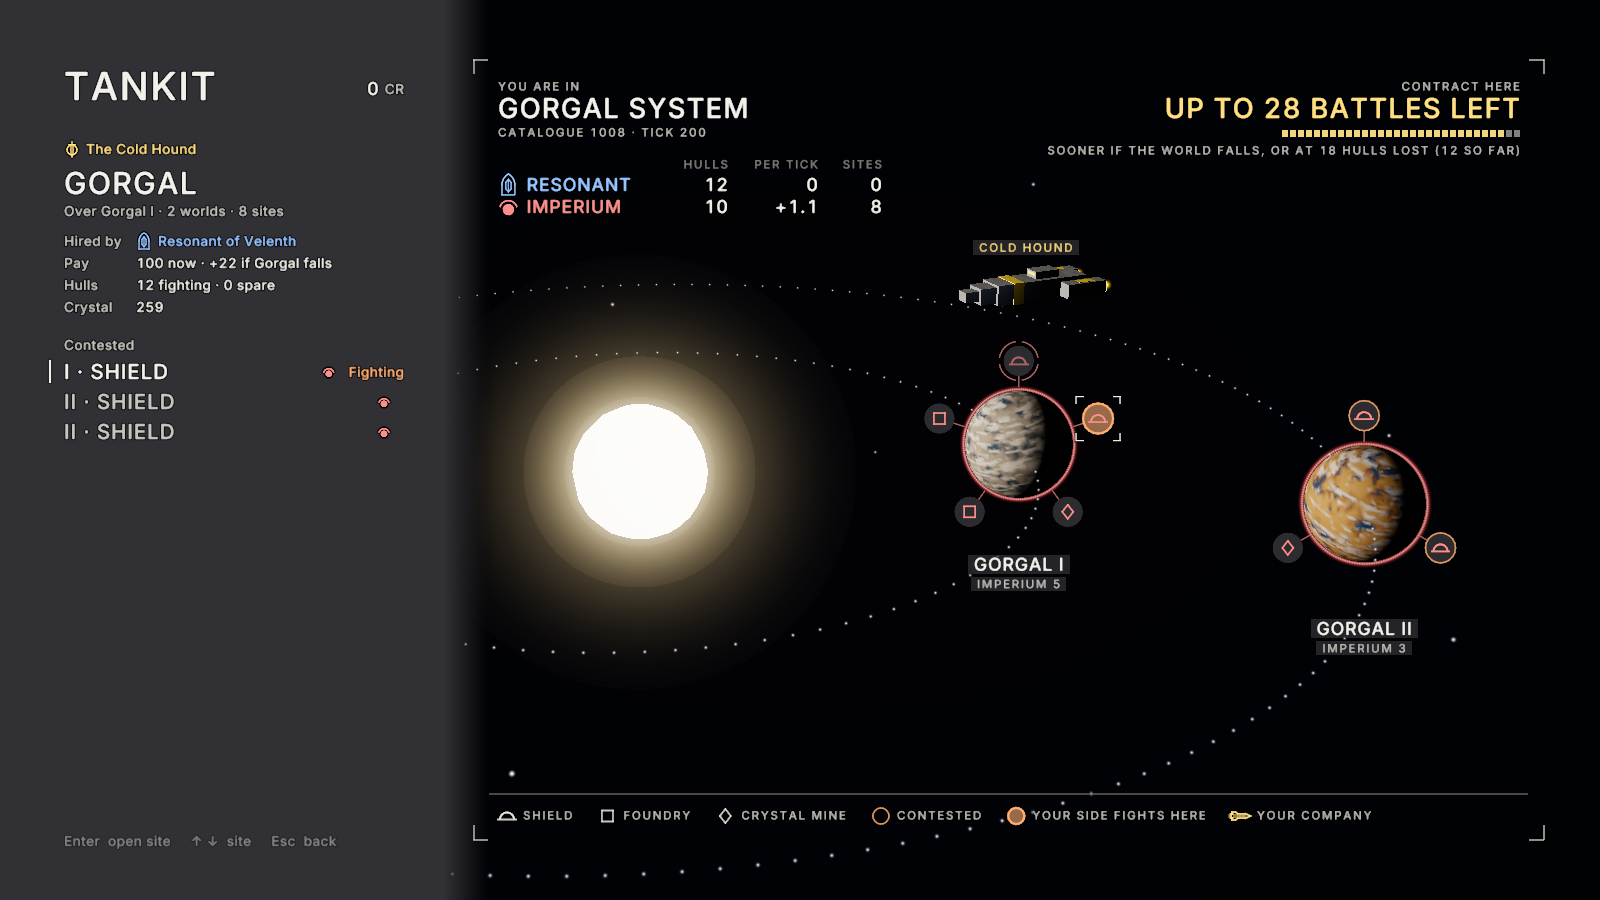 TANKIT
0 CR
The Cold Hound
GORGAL
Over Gorgal I · 2 worlds · 8 sites
Hired by Resonant of Velenth
Pay 100 now · +22 if Gorgal falls
Hulls 12 fighting · 0 spare
Crystal 259
Contested
I · SHIELD Fighting
II · SHIELD
II · SHIELD
Enter open site ↑ ↓ site Esc back
YOU ARE IN
GORGAL SYSTEM
CATALOGUE 1008 · TICK 200
HULLS PER TICK SITES
RESONANT 12 0 0
IMPERIUM 10 +1.1 8
CONTRACT HERE
UP TO 28 BATTLES LEFT
SOONER IF THE WORLD FALLS, OR AT 18 HULLS LOST (12 SO FAR)
COLD HOUND
GORGAL I
IMPERIUM 5
GORGAL II
IMPERIUM 3
SHIELD FOUNDRY CRYSTAL MINE CONTESTED YOUR SIDE FIGHTS HERE YOUR COMPANY